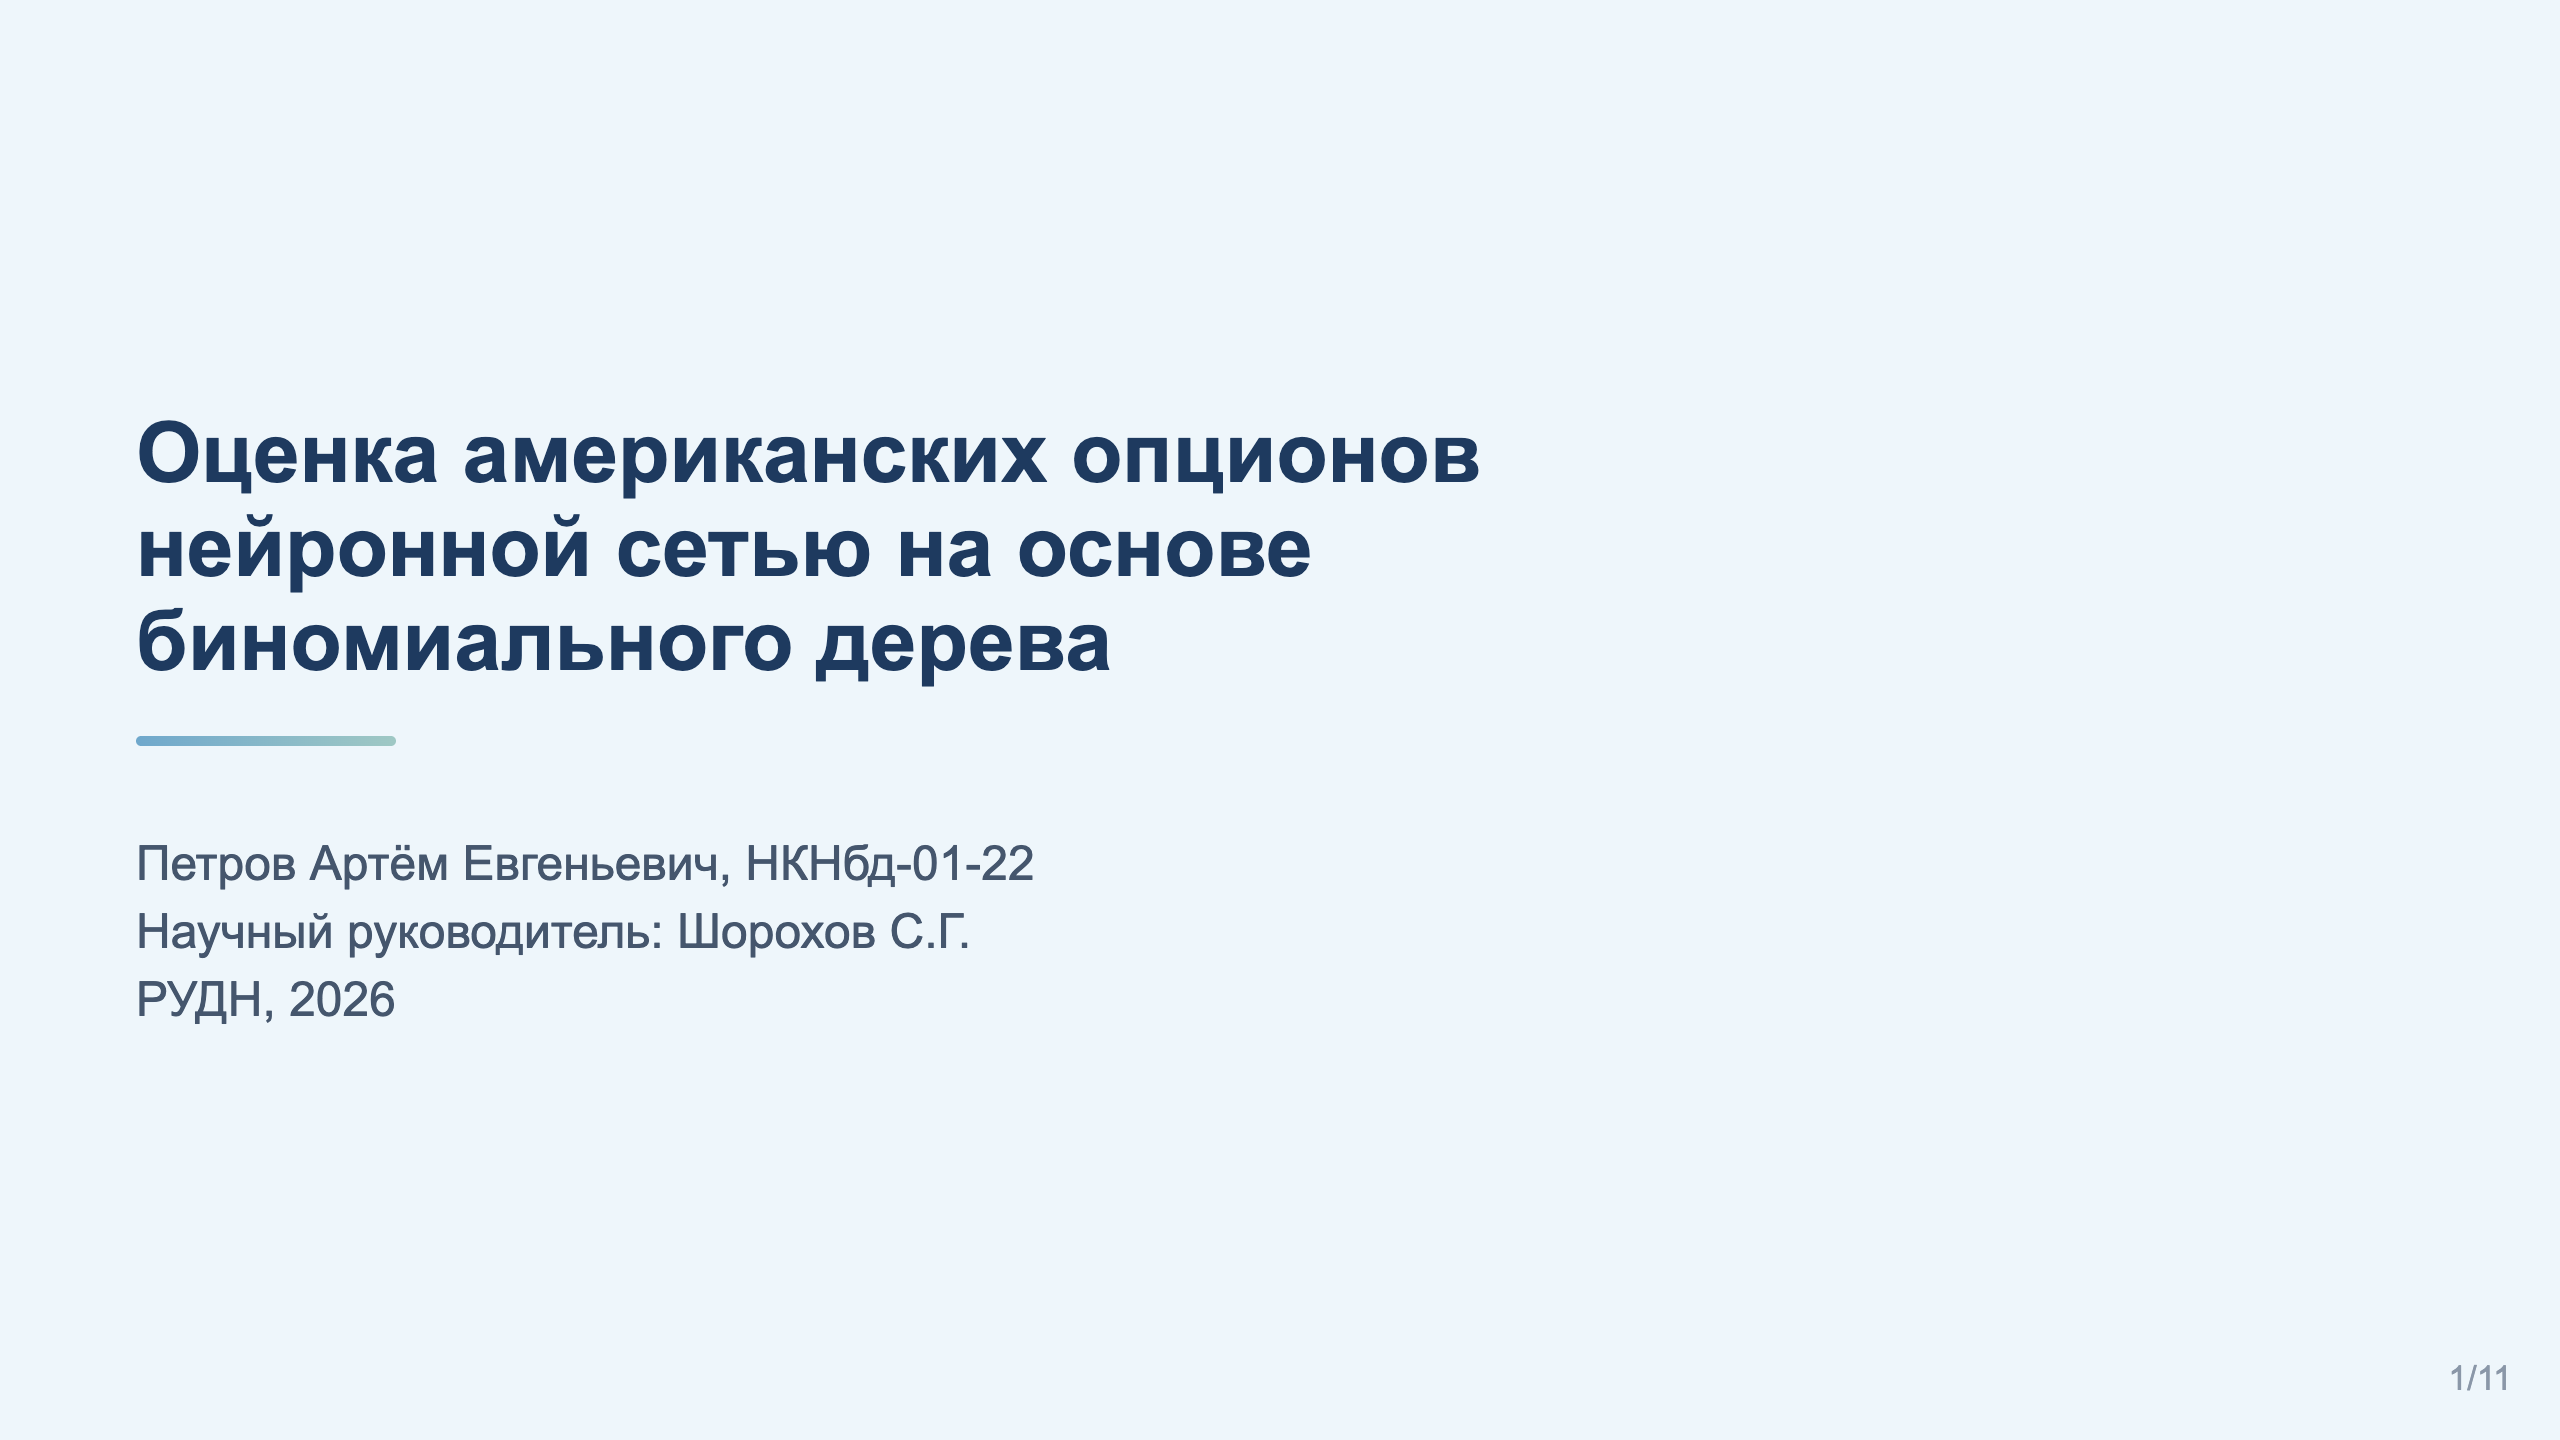 Оценка американских опционов
нейронной сетью на основе
биномиального дерева
Петров Артём Евгеньевич, НКНбд-01-22
Научный руководитель: Шорохов С.Г.
РУДН, 2026
1/11